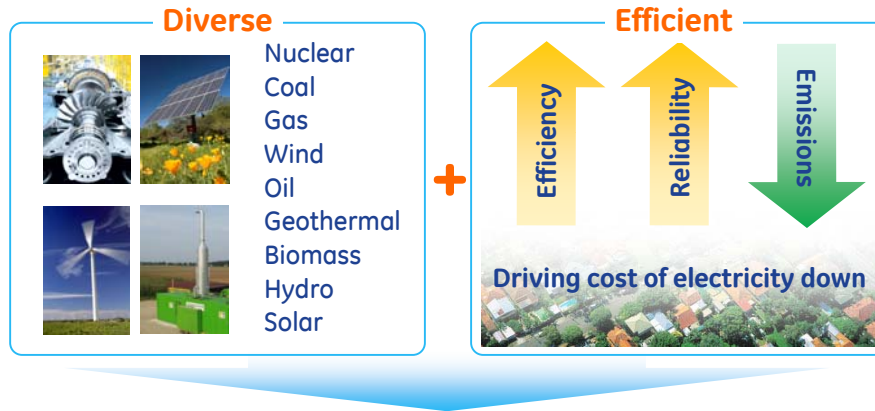 Diverse
Nuclear
Coal
Gas
Wind
Oil
Geothermal
Biomass
Hydro
Solar
+
Efficient
Efficiency
Reliability
Emissions
Driving cost of electricity down